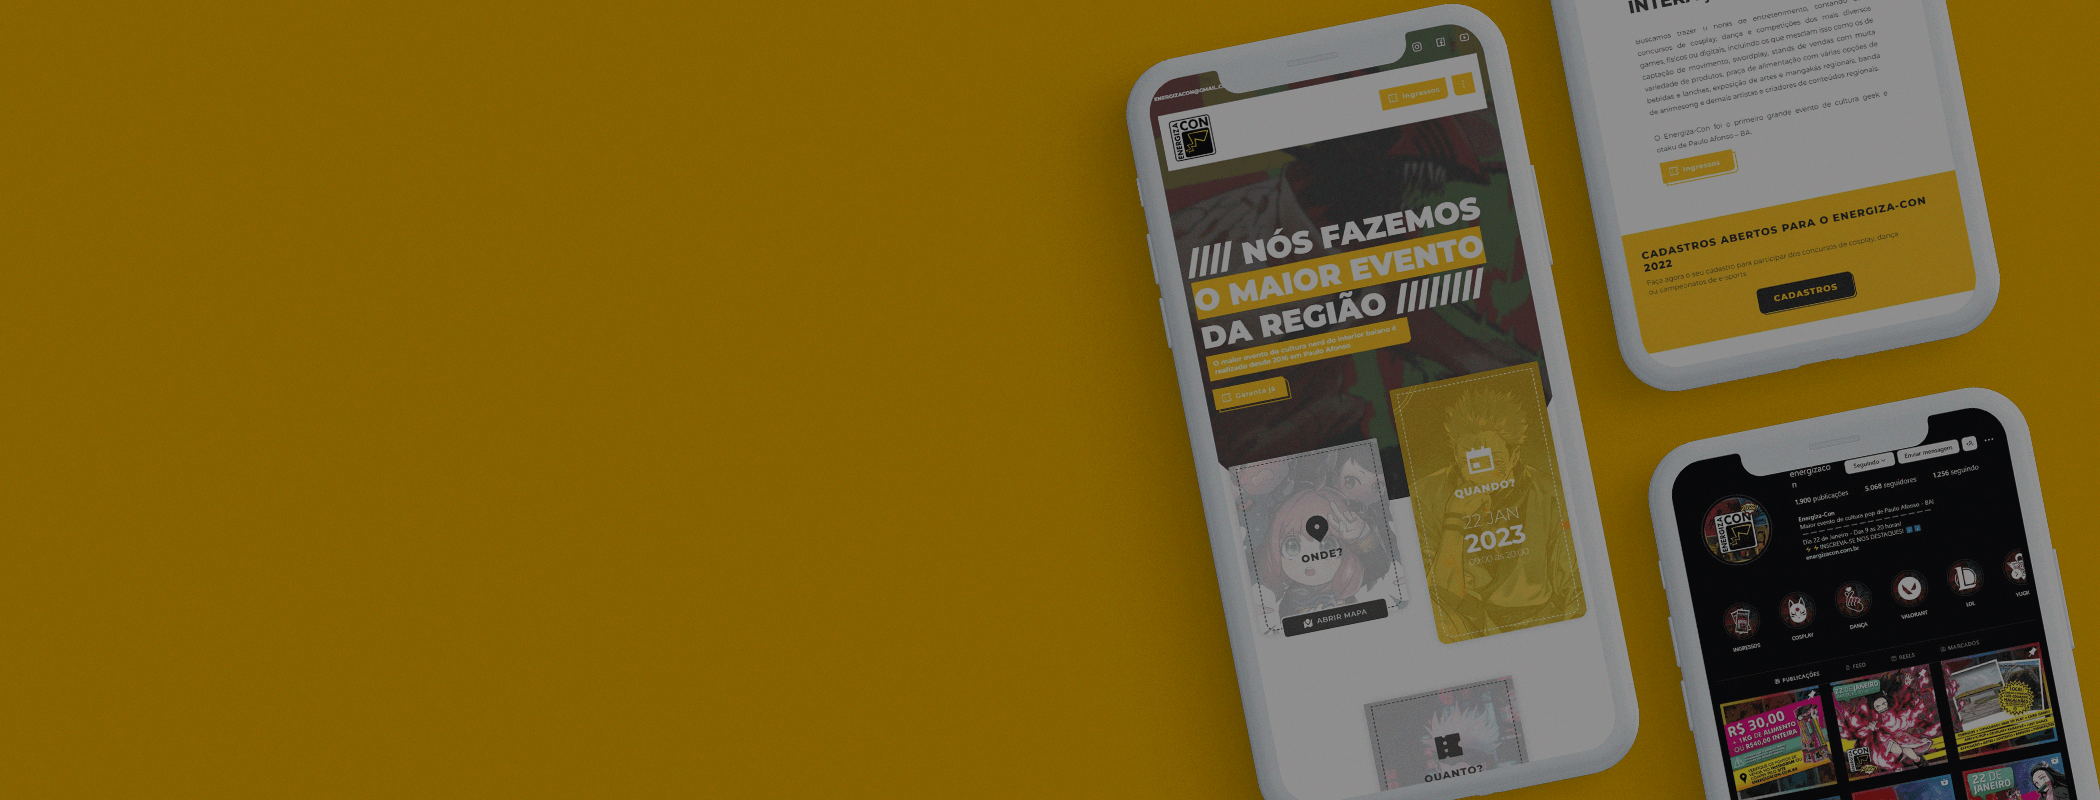 ENERGIZACON@GMAIL.C
Ingressos
ENERGIZA
CON
//// NÓS FAZEMOS
O MAIOR EVENTO
DA REGIÃO ////////
O maior evento da cultura nerd do interior baiano é
realizado desde 2016 em Paulo Afonso
Garanta já
ONDE?
ABRIR MAPA
QUANDO?
22 JAN
2023
09:00 às 20:00
QUANTO?
Buscamos trazer 11 horas de entretenimento, contando
concursos de cosplay, dança e competições dos mais diversos
games, físicos ou digitais, incluindo os que mesclam isso como os de
captação de movimento, swordplay, stands de vendas com muita
variedade de produtos, praça de alimentação com várias opções de
bebidas e lanches, exposição de artes e mangakás regionais, banda
de animesong e demais artistas e criadores de conteúdos regionais.
O Energiza-Con foi o primeiro grande evento de cultura geek e
otaku de Paulo Afonso – BA.
Ingressos
CADASTROS ABERTOS PARA O ENERGIZA-CON
2022
Faça agora o seu cadastro para participar dos concursos de cosplay, dança
ou campeonatos de e-sports
CADASTROS
energizaco
n
Seguindo
Enviar mensagem
1.900 publicações
5.068 seguidores
1.256 seguindo
Energiza-Con
Maior evento de cultura pop de Paulo Afonso - BA!
Dia 22 de Janeiro - Das 9 as 20 horas!
INSCREVA-SE NOS DESTAQUES!
energizacon.com.br
ENERGIZA
CON
INGRESSOS
COSPLAY
DANÇA
VALORANT
LOL
YUGI
PUBLICAÇÕES
FEED
REELS
MARCADOS
R$ 30,00
+ 1KG DE ALIMENTO
OU R$40,00 INTEIRA
22 DE JANEIRO
CON
22 DE
JANEIRO